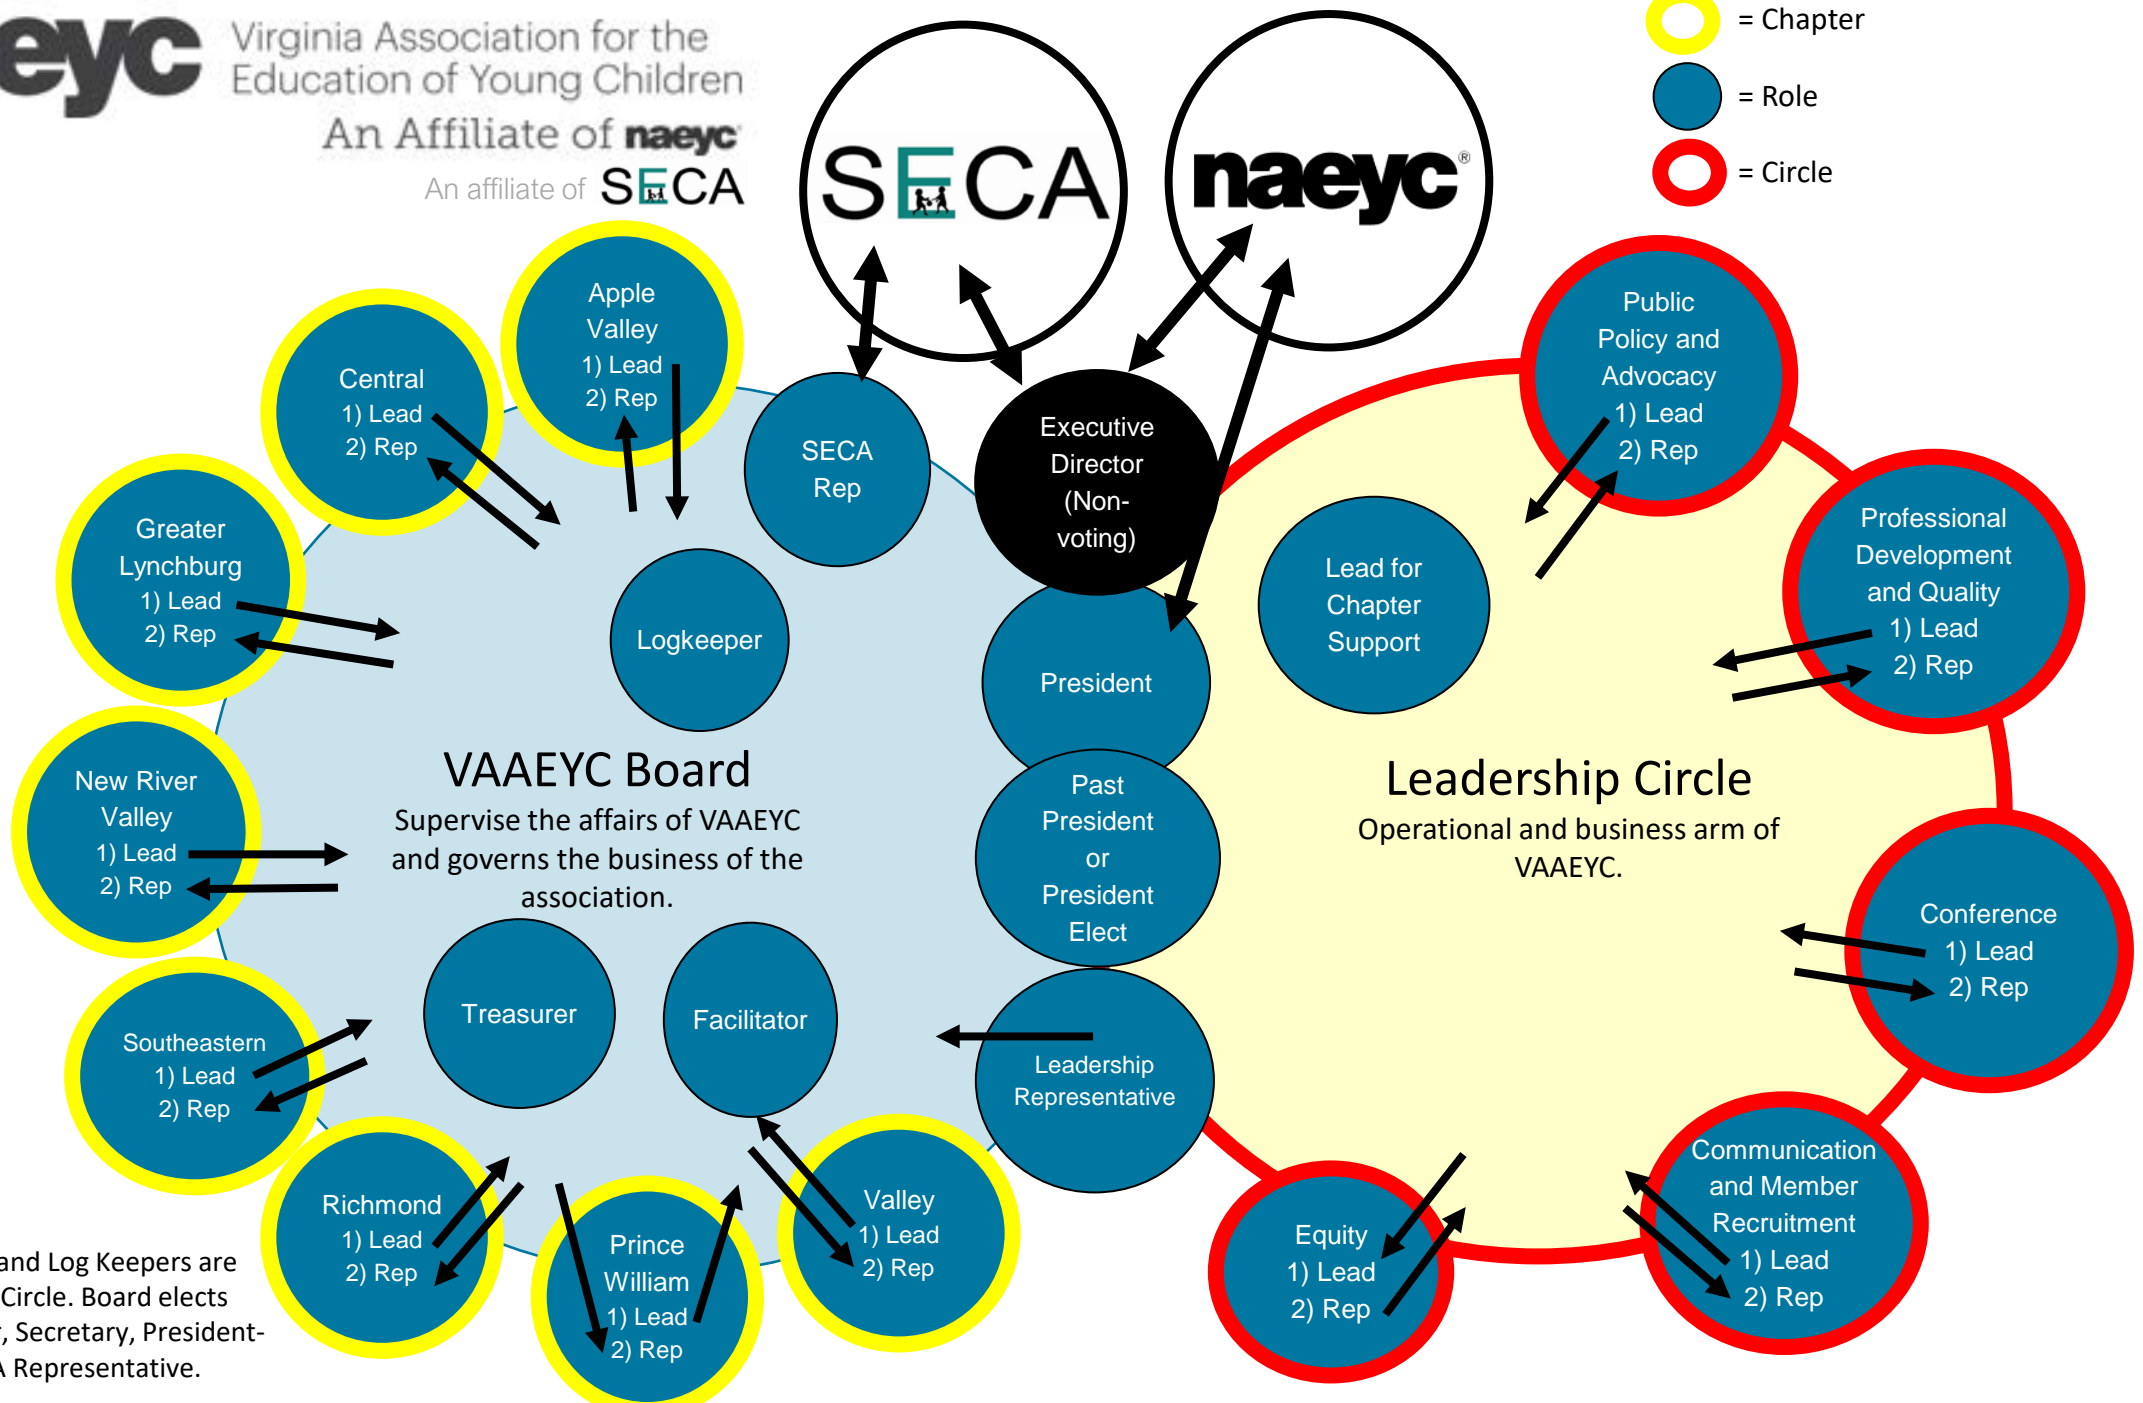 eyc
Virginia Association for the
Education of Young Children
An Affiliate of naeyc
An affiliate of SECA
SECA
naeyc®
= Chapter
= Role
= Circle
Apple
Valley
1) Lead
2) Rep
Central
1) Lead
2) Rep
Greater
Lynchburg
1) Lead
2) Rep
New River
Valley
1) Lead
2) Rep
Southeastern
1) Lead
2) Rep
Richmond
1) Lead
2) Rep
Prince
William
1) Lead
2) Rep
Valley
1) Lead
2) Rep
SECA
Rep
Logkeeper
VAAEYC Board
Supervise the affairs of VAAEYC
and governs the business of the
association.
Treasurer
Facilitator
Executive
Director
(Non-
voting)
President
Past
President
or
President
Elect
Leadership
Representative
Lead for
Chapter
Support
Leadership Circle
Operational and business arm of
VAAEYC.
Public
Policy and
Advocacy
1) Lead
2) Rep
Professional
Development
and Quality
1) Lead
2) Rep
Conference
1) Lead
2) Rep
Communication
and Member
Recruitment
1) Lead
2) Rep
Equity
1) Lead
2) Rep
and Log Keepers are
Circle. Board elects
, Secretary, President-
A Representative.